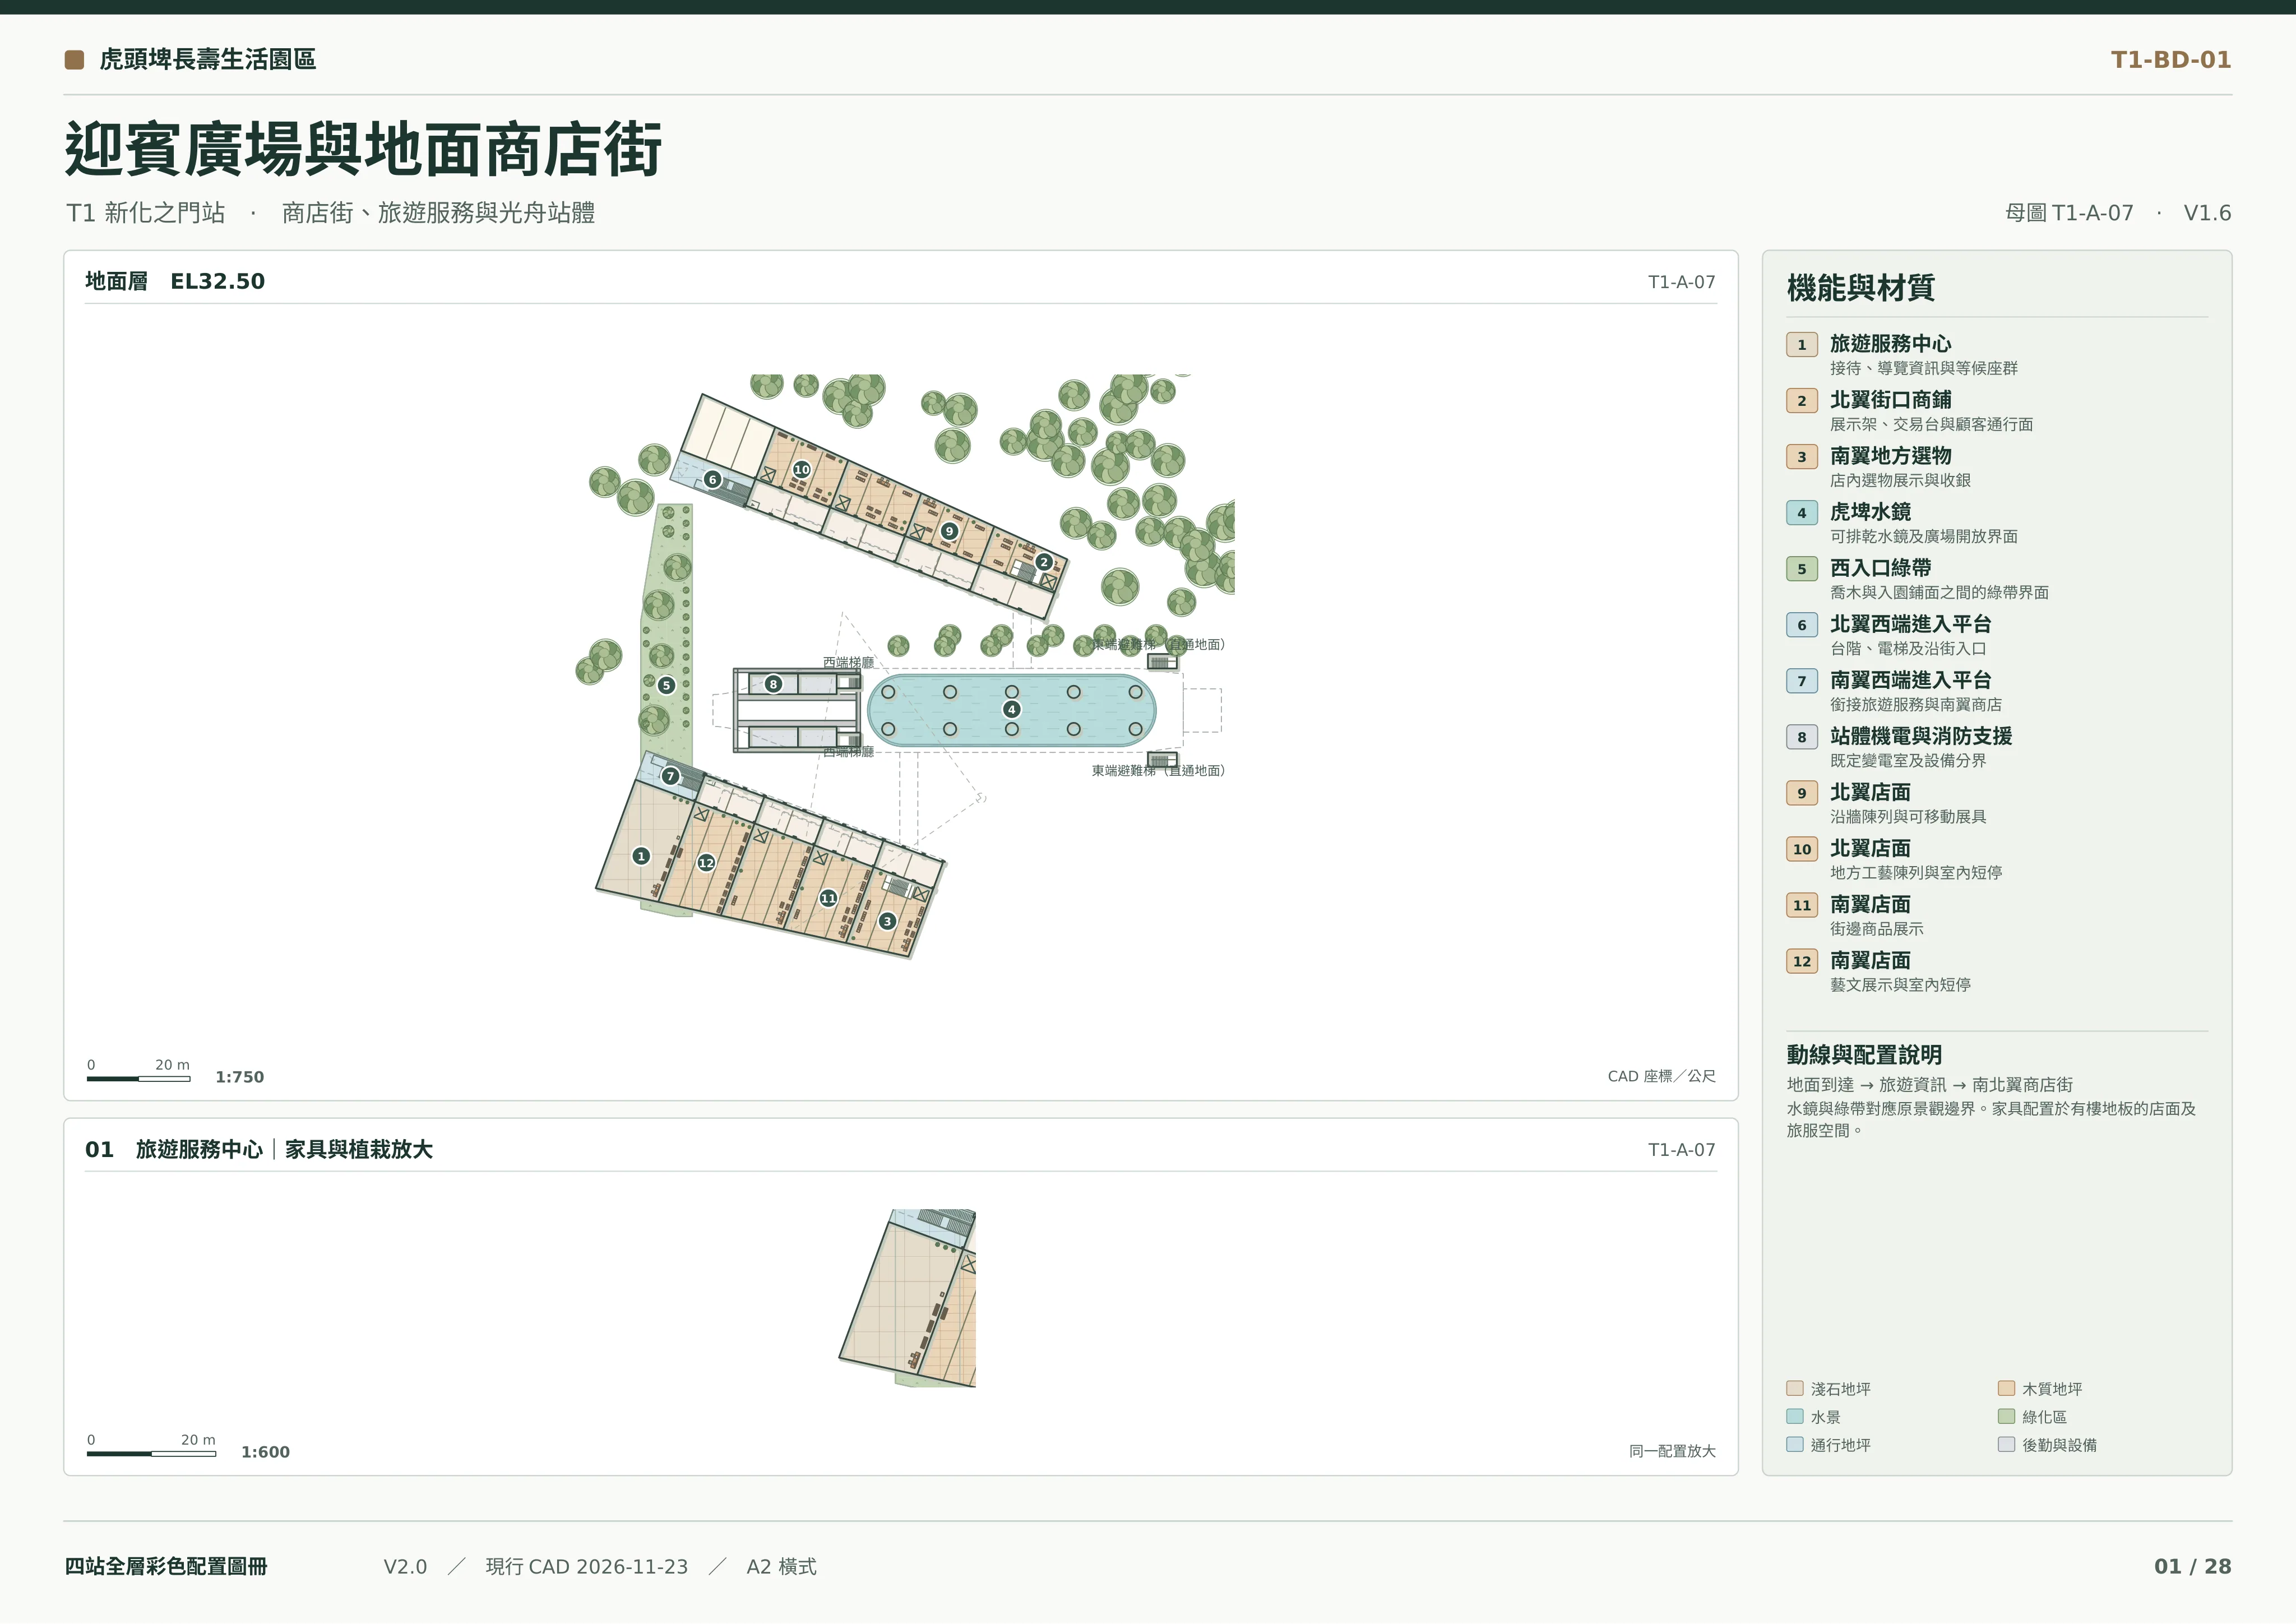 虎頭埤長壽生活園區
T1-BD-01
迎賓廣場與地面商店街
T1 新化之門站 · 商店街、旅遊服務與光舟站體
母圖 T1-A-07 · V1.6
地面層 EL32.50
T1-A-07
10
6
9
2
東端避難梯（直通地面）
西端梯廳
8
5
4
西端梯廳
東端避難梯（直通地面）
7
1
12
11
3
0 20 m 1:750
CAD 座標／公尺
01 旅遊服務中心｜家具與植栽放大
T1-A-07
0 20 m 1:600
同一配置放大
機能與材質
1 旅遊服務中心
接待、導覽資訊與等候座群
2 北翼街口商鋪
展示架、交易台與顧客通行面
3 南翼地方選物
店內選物展示與收銀
4 虎埤水鏡
可排乾水鏡及廣場開放界面
5 西入口綠帶
喬木與入園鋪面之間的綠帶界面
6 北翼西端進入平台
台階、電梯及沿街入口
7 南翼西端進入平台
銜接旅遊服務與南翼商店
8 站體機電與消防支援
既定變電室及設備分界
9 北翼店面
沿牆陳列與可移動展具
10 北翼店面
地方工藝陳列與室內短停
11 南翼店面
街邊商品展示
12 南翼店面
藝文展示與室內短停
動線與配置說明
地面到達 → 旅遊資訊 → 南北翼商店街
水鏡與綠帶對應原景觀邊界。家具配置於有樓地板的店面及
旅服空間。
淺石地坪 木質地坪
水景 綠化區
通行地坪 後勤與設備
四站全層彩色配置圖冊 V2.0 ／ 現行 CAD 2026-11-23 ／ A2 橫式
01 / 28